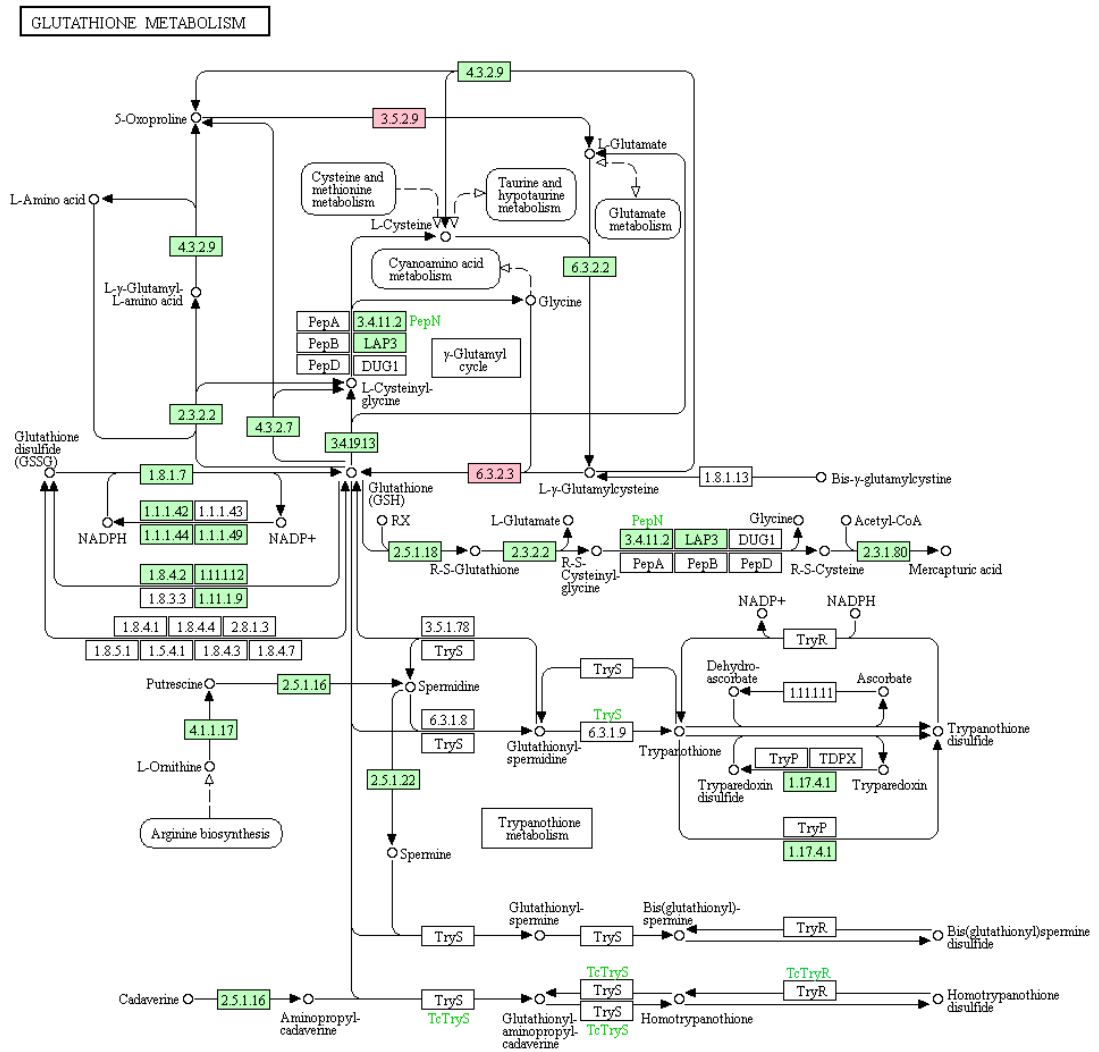 GLUTATHIONE METABOLISM
4.3.2.9
5-Oxoproline
3.5.2.9
L-Glutamate
Cysteine and
methionine
metabolism
Taurine and
hypotaurine
metabolism
L-Amino acid
Glutamate
metabolism
L-Cysteine
4.3.2.9
Cyanoamino acid
metabolism
6.3.2.2
L-γ-Glutamyl-
L-amino acid
Glycine
PepA
3.4.11.2
PepN
PepB
LAP3
PepD
DUG1
γ-Glutamyl
cycle
L-Cysteinyl-
glycine
2.3.2.2
4.3.2.7
3.4.19.13
Glutathione
disulfide
(GSSG)
1.8.1.7
6.3.2.3
1.8.1.13
Bis-γ-glutamylcystine
Glutathione
(GSH)
L-γ-Glutamylcysteine
1.1.1.42
1.1.1.43
1.1.1.44
1.1.1.49
NADPH
NADP+
RX
L-Glutamate
PepN
Glycine
Acetyl-CoA
2.5.1.18
2.3.2.2
3.4.11.2
LAP3
DUG1
PepA
PepB
PepD
2.3.1.80
R-S-Glutathione
R-S-
Cysteinyl-
glycine
R-S-Cysteine
Mercapturic acid
1.8.4.2
1.11.1.12
1.8.3.3
1.11.1.9
1.8.4.1
1.8.4.4
2.8.1.3
1.8.5.1
1.5.4.1
1.8.4.3
1.8.4.7
NADP+
NADPH
3.5.1.78
TryS
TryR
TryS
Dehydro-
ascorbate
Ascorbate
1.11.1.11
Putrescine
2.5.1.16
Spermidine
4.1.1.17
6.3.1.8
TryS
TryS
6.3.1.9
Glutathionyl-
spermidine
Trypanothione
Trypanothione
disulfide
L-Ornithine
TryP
TDPX
1.17.4.1
Tryparedoxin
disulfide
Tryparedoxin
2.5.1.22
Arginine biosynthesis
Trypanothione
metabolism
TryP
1.17.4.1
Spermine
Glutathionyl-
spermine
Bis(glutathionyl)-
spermine
TryS
TryS
TryR
Bis(glutathionyl)spermine
disulfide
Cadaverine
2.5.1.16
Aminopropyl-
cadaverine
TryS
TcTryS
Glutathionyl-
aminopropyl-
cadaverine
TcTryS
TryS
TryS
TcTryS
Homotrypanothione
TcTryR
TryR
Homotrypanothione
disulfide